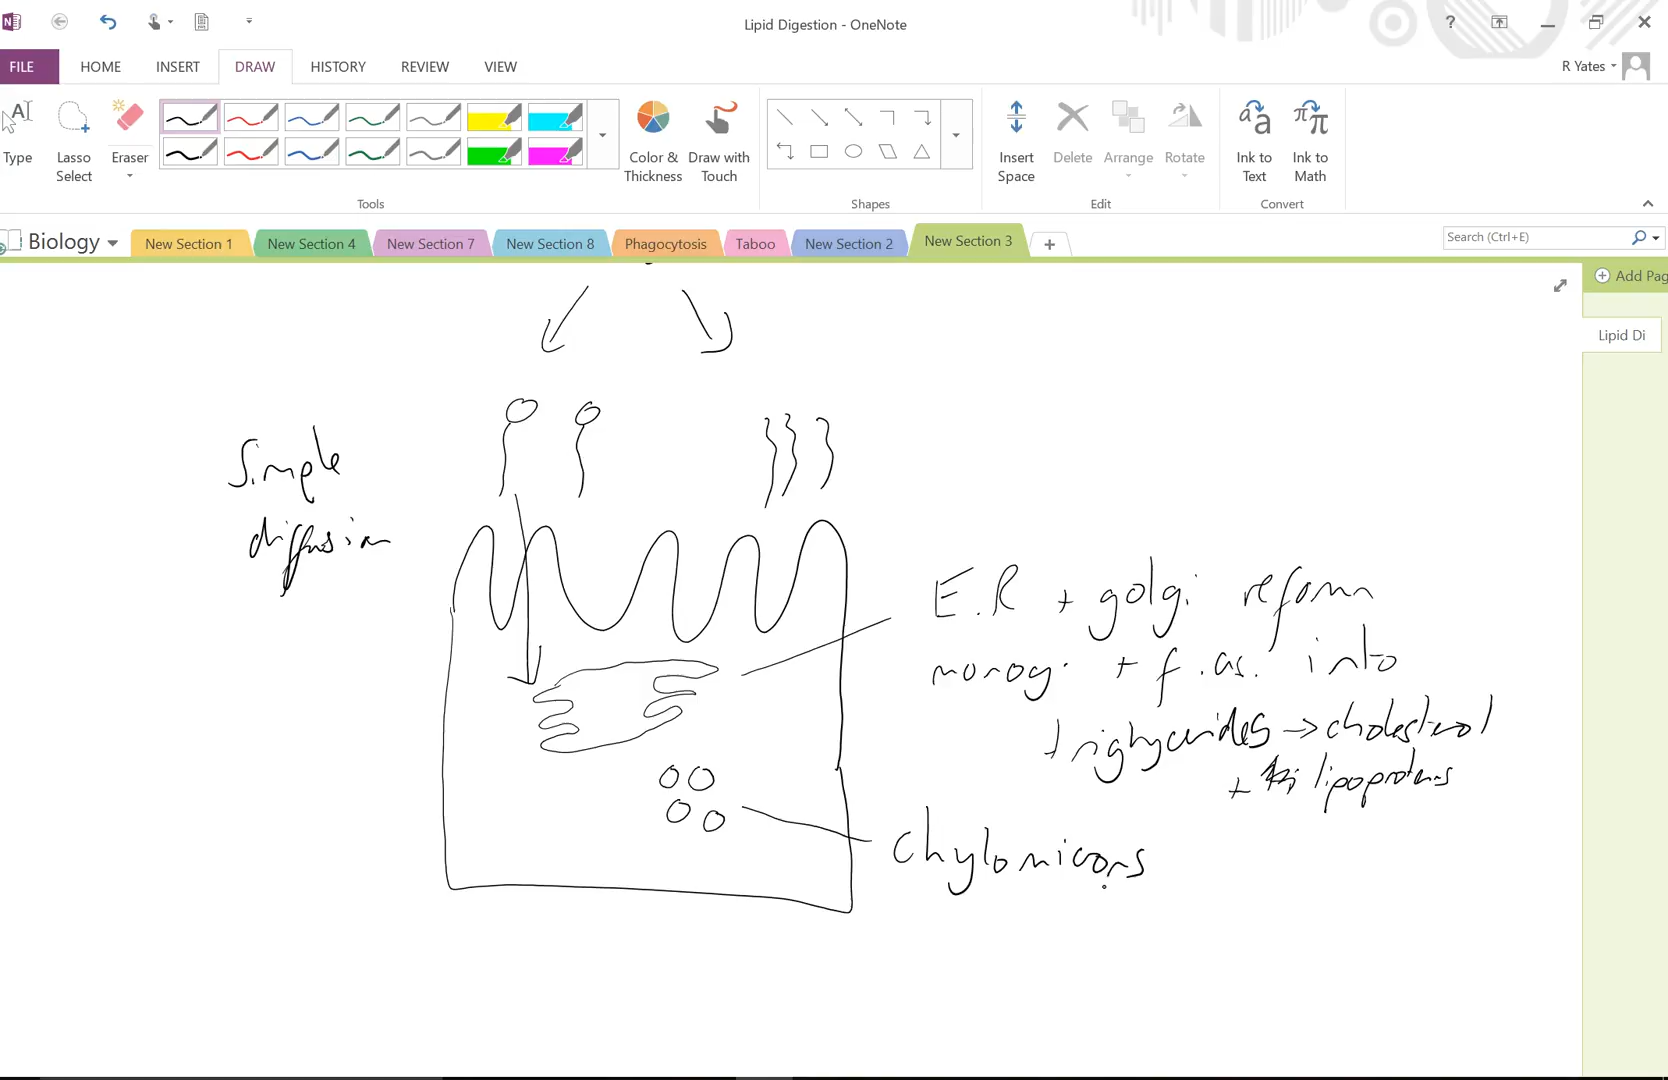 Lipid Digestion - OneNote
?
FILE
HOME
INSERT
DRAW
HISTORY
REVIEW
VIEW
R Yates
A
Type
Lasso
Select
Eraser
Color &
Thickness
Draw with
Touch
Insert
Space
Delete
Arrange
Rotate
aa
Ink to
Text
ππ
Ink to
Math
Tools
Shapes
Edit
Convert
Biology
New Section 1
New Section 4
New Section 7
New Section 8
Phagocytosis
Taboo
New Section 2
New Section 3
+
Search (Ctrl+E)
Add Pag
Lipid Di
Simple
diffusion
E.R + golgi reform
monogi + f.as. into
triglycerides → cholesterol
+ lipoproteins
Chylomicrons